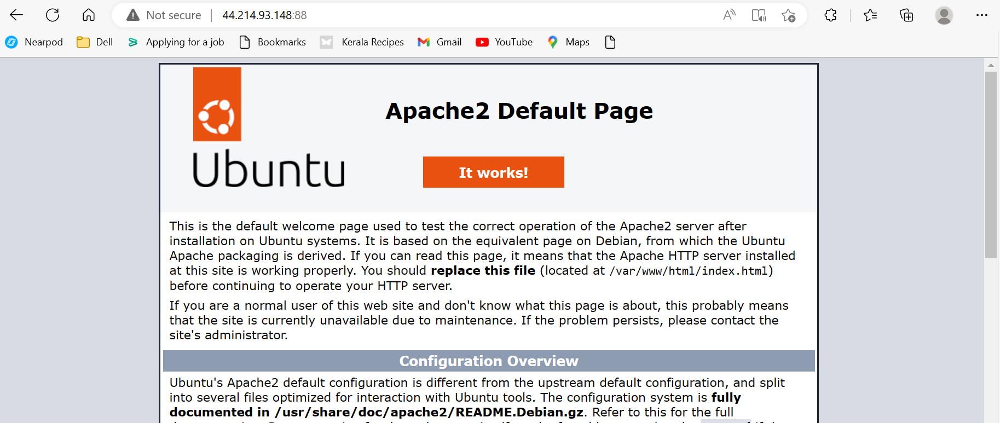 Not secure 44.214.93.148:88
Nearpod Dell Applying for a job Bookmarks Kerala Recipes Gmail YouTube Maps
Apache2 Default Page
Ubuntu
It works!
This is the default welcome page used to test the correct operation of the Apache2 server after
installation on Ubuntu systems. It is based on the equivalent page on Debian, from which the Ubuntu
Apache packaging is derived. If you can read this page, it means that the Apache HTTP server installed
at this site is working properly. You should replace this file (located at /var/www/html/index.html)
before continuing to operate your HTTP server.
If you are a normal user of this web site and don't know what this page is about, this probably means
that the site is currently unavailable due to maintenance. If the problem persists, please contact the
site's administrator.
Configuration Overview
Ubuntu's Apache2 default configuration is different from the upstream default configuration, and split
into several files optimized for interaction with Ubuntu tools. The configuration system is fully
documented in /usr/share/doc/apache2/README.Debian.gz. Refer to this for the full